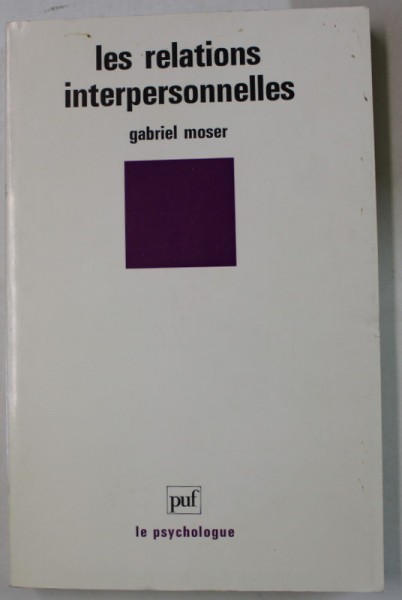 les relations
interpersonnelles
gabriel moser
puf
le psychologue